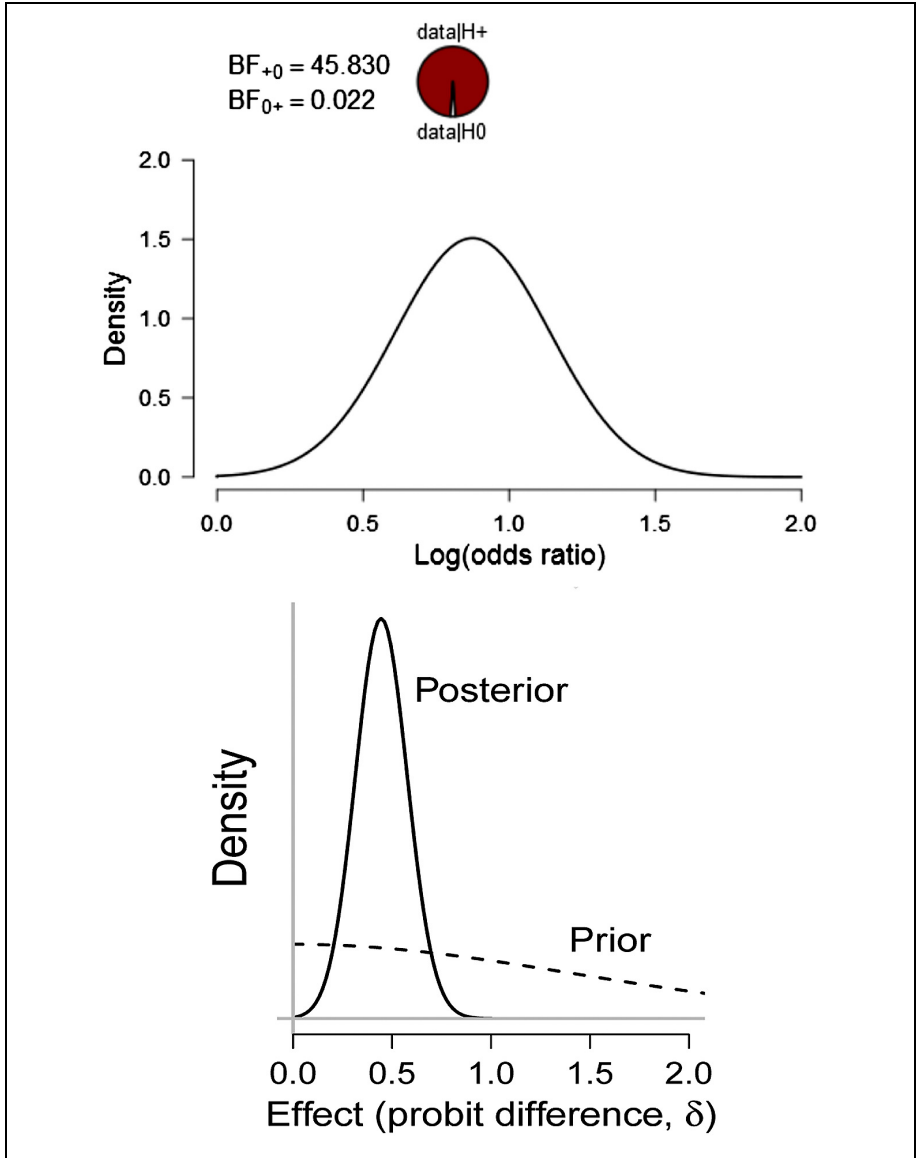 data|H+
BF+0 = 45.830
BF0+ = 0.022
data|H0
2.0
1.5
1.0
0.5
0.0
Density
0.0 0.5 1.0 1.5 2.0
Log(odds ratio)
Posterior
Density
Prior
0.0 0.5 1.0 1.5 2.0
Effect (probit difference, δ)